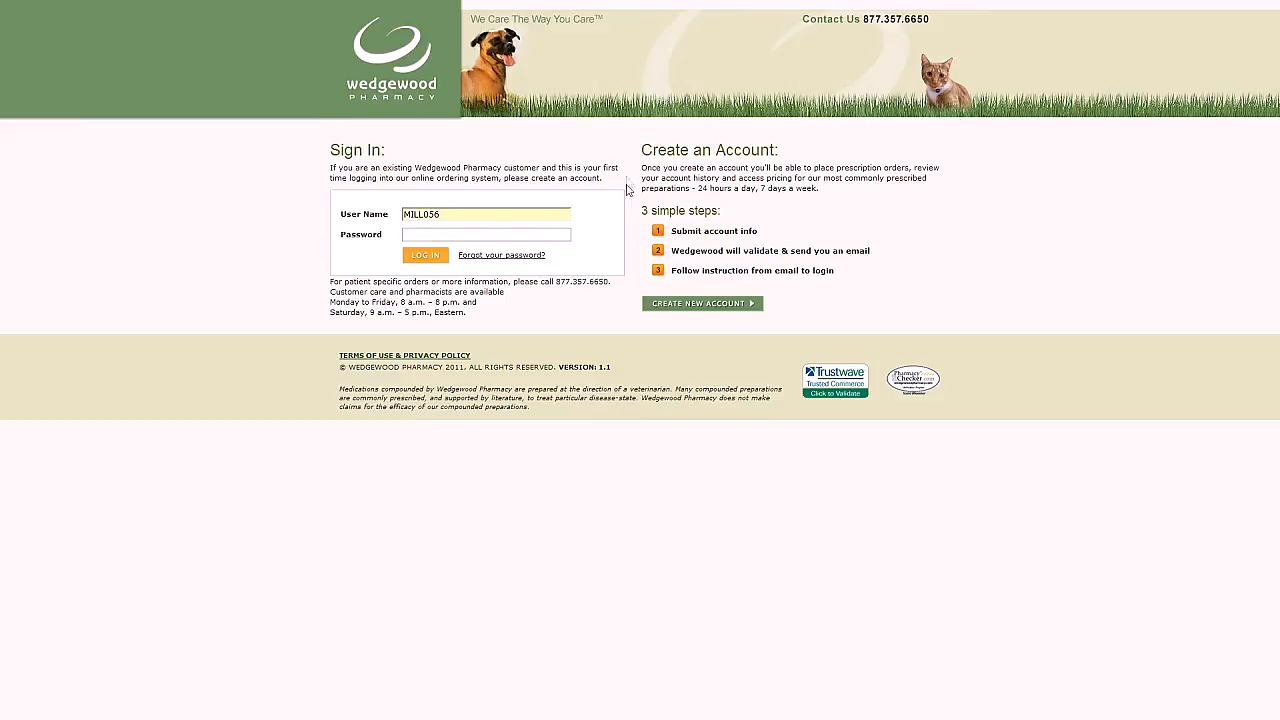 We Care The Way You Care™
Contact Us 877.357.6650
wedgewood
PHARMACY
Sign In:
If you are an existing Wedgewood Pharmacy customer and this is your first
time logging into our online ordering system, please create an account.
User Name MILL056
Password
LOG IN Forgot your password?
For patient specific orders or more information, please call 877.357.6650.
Customer care and pharmacists are available
Monday to Friday, 8 a.m. – 8 p.m. and
Saturday, 9 a.m. – 5 p.m., Eastern.
Create an Account:
Once you create an account you'll be able to place prescription orders, review
your account history and access pricing for our most commonly prescribed
preparations - 24 hours a day, 7 days a week.
3 simple steps:
1 Submit account info
2 Wedgewood will validate & send you an email
3 Follow instruction from email to login
CREATE NEW ACCOUNT
TERMS OF USE & PRIVACY POLICY
© WEDGEWOOD PHARMACY 2011, ALL RIGHTS RESERVED. VERSION: 1.1
Medications compounded by Wedgewood Pharmacy are prepared at the direction of a veterinarian. Many compounded preparations
are commonly prescribed, and supported by literature, to treat particular disease-state. Wedgewood Pharmacy does not make
claims for the efficacy of our compounded preparations.
Trustwave
Trusted Commerce
Click to Validate
Pharmacy
Checker.com